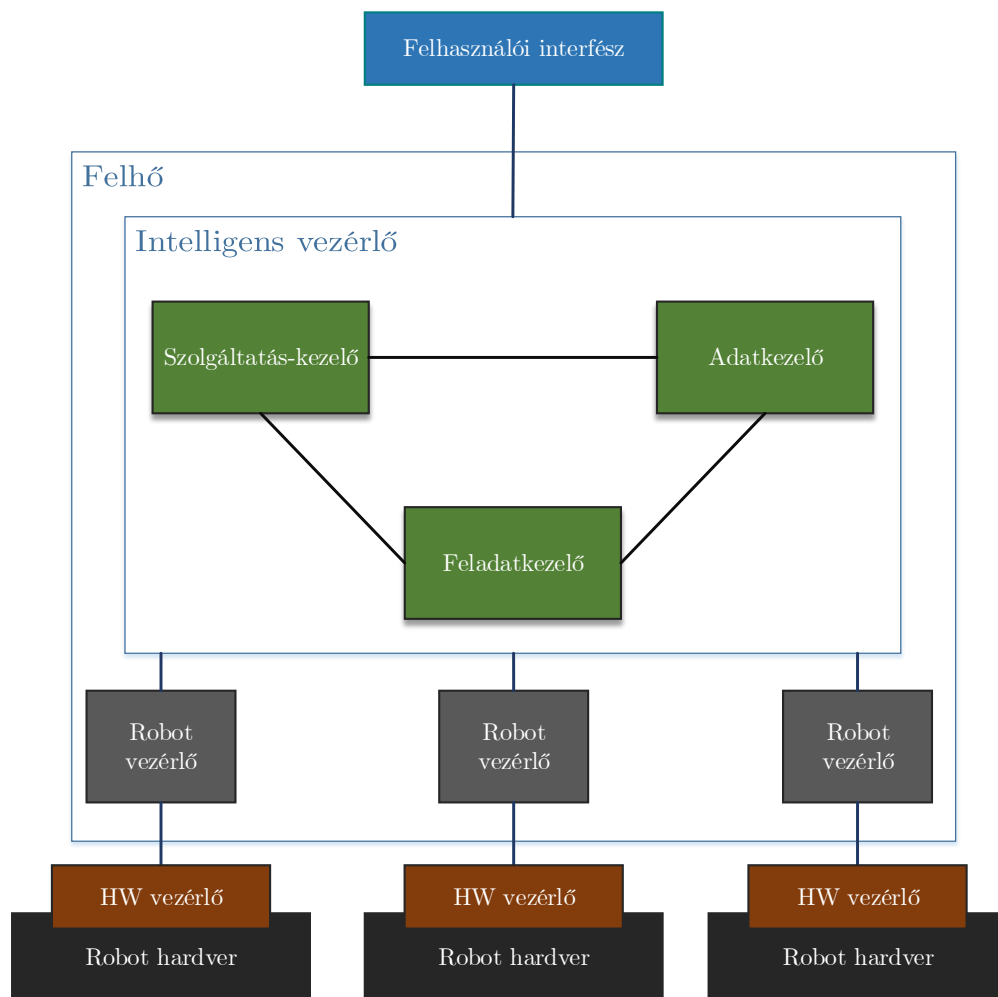 Felhasználói interfész
Felhő
Intelligens vezérlő
Szolgáltatás-kezelő
Adatkezelő
Feladatkezelő
Robot
vezérlő
Robot
vezérlő
Robot
vezérlő
HW vezérlő
HW vezérlő
HW vezérlő
Robot hardver
Robot hardver
Robot hardver